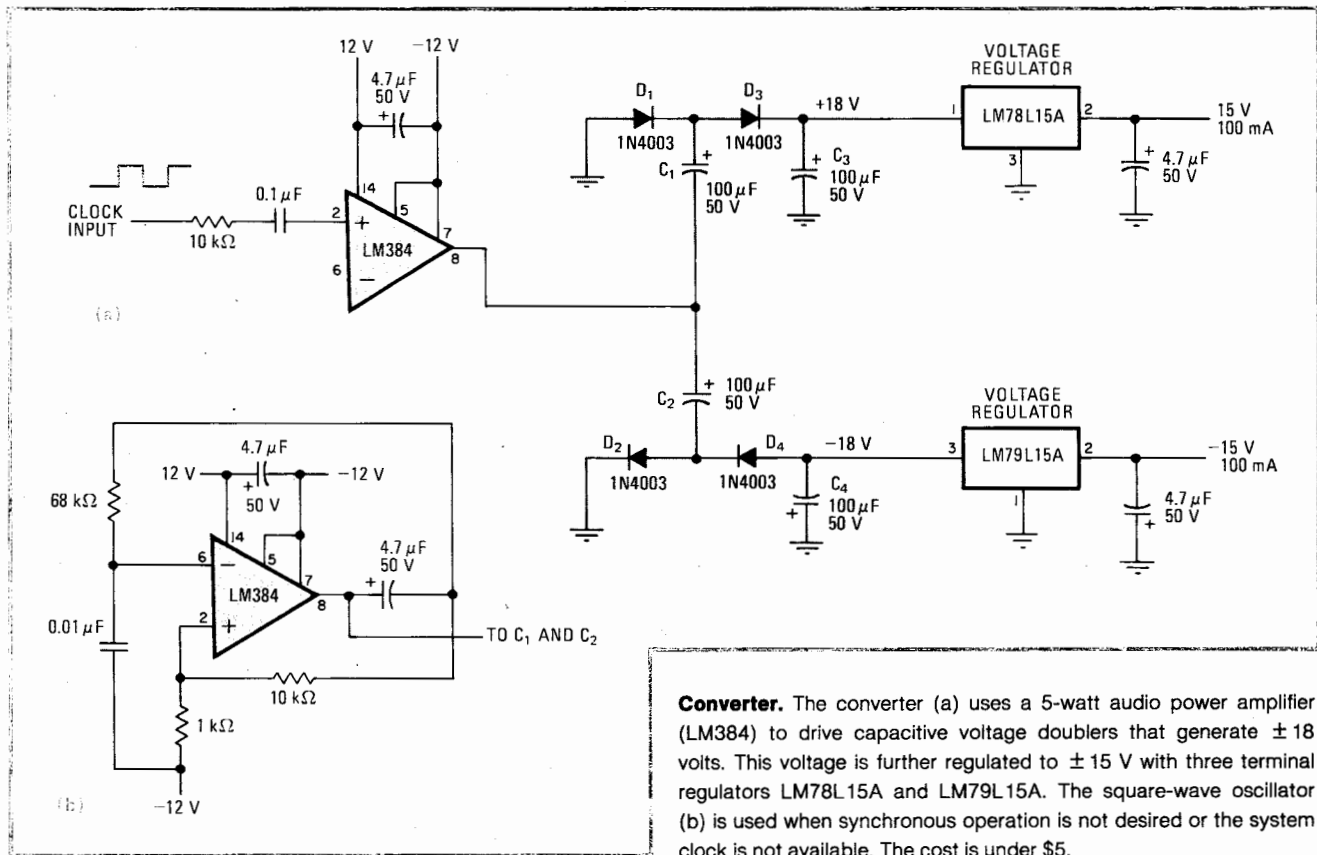 12 V
−12 V
4.7 µF
50 V
+
14
5
7
8
CLOCK
INPUT
10 kΩ
0.1 µF
2
+
LM384
6
−
(a)
D1
1N4003
D3
1N4003
+18 V
C1
+
100 µF
50 V
+
C3
100 µF
50 V
VOLTAGE
REGULATOR
1
LM78L15A
2
3
15 V
100 mA
+
4.7 µF
50 V
C2
+
100 µF
50 V
D2
1N4003
D4
1N4003
−18 V
C4
100 µF
50 V
+
VOLTAGE
REGULATOR
3
LM79L15A
2
1
−15 V
100 mA
4.7 µF
50 V
+
4.7 µF
12 V
−12 V
+
50 V
68 kΩ
14
5
7
8
6
−
LM384
2
+
4.7 µF
50 V
+
0.01 µF
TO C1 AND C2
10 kΩ
1 kΩ
−12 V
(b)
Converter. The converter (a) uses a 5-watt audio power amplifier
(LM384) to drive capacitive voltage doublers that generate ± 18
volts. This voltage is further regulated to ± 15 V with three terminal
regulators LM78L15A and LM79L15A. The square-wave oscillator
(b) is used when synchronous operation is not desired or the system
clock is not available. The cost is under $5.